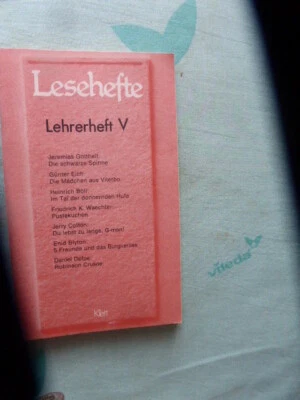 Lesehefte
Lehrerheft V
Jeremias Gotthelf:
Die schwarze Spinne
Günter Eich:
Die Mädchen aus Viterbo
Heinrich Böll:
Im Tal der donnernden Hufe
Friedrich K. Waechter:
Pustekuchen
Jerry Cotton:
Du lebst zu lange, G-man!
Enid Blyton:
5 Freunde und das Burgverlies
Daniel Defoe:
Robinson Crusoe
Klett
viteda